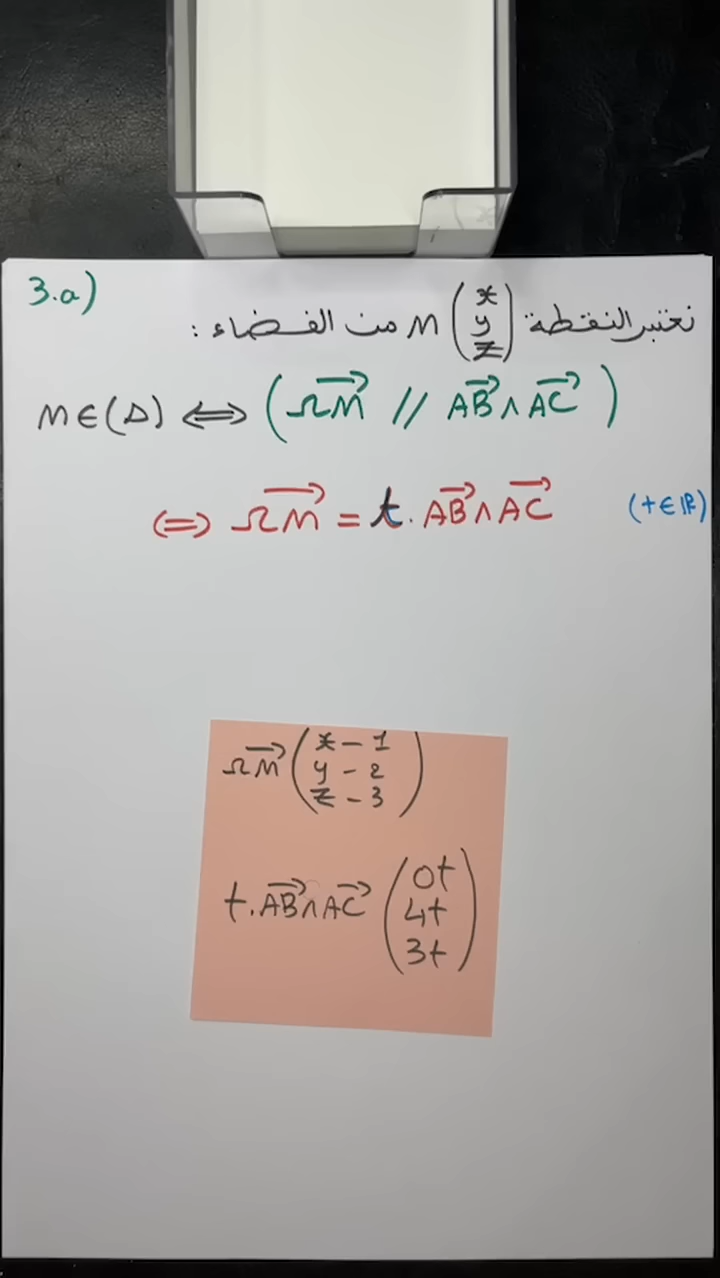 3.a)
نعتبر النقطة M (x y z) من الفضاء :
M∈(Δ) ⟺ (ΩM→ // AB→ ∧ AC→)
⟺ ΩM→ = t. AB→ ∧ AC→ (t∈ℝ)
ΩM→ (x - 1
y - 2
z - 3)
t. AB→ ∧ AC→ (0t
4t
3t)